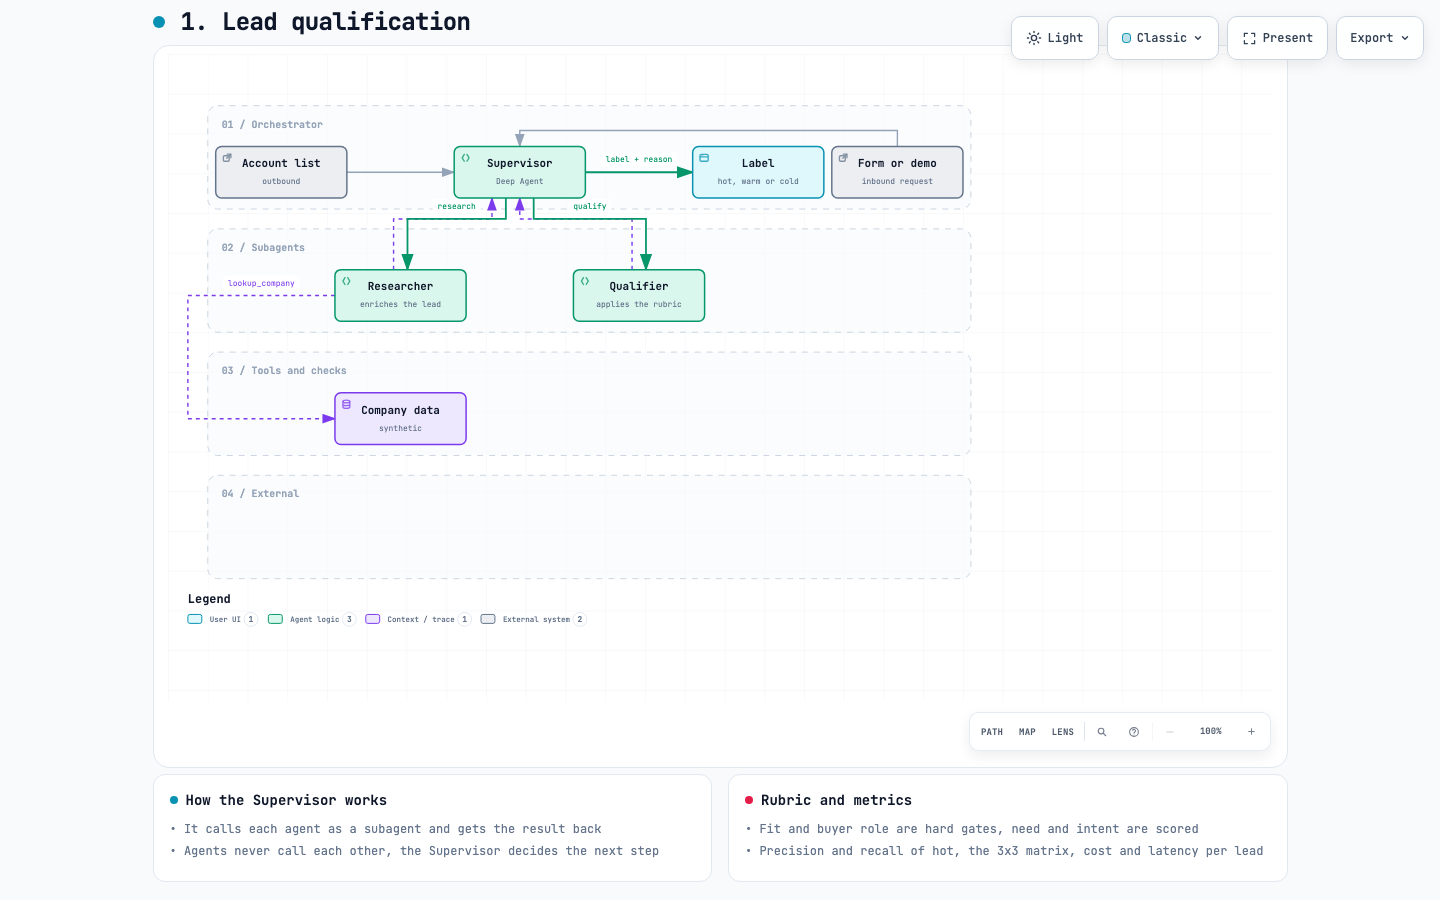 1. Lead qualification
Light
Classic
Present
Export
01 / Orchestrator
Account list
outbound
Supervisor
Deep Agent
label + reason
Label
hot, warm or cold
Form or demo
inbound request
research
qualify
02 / Subagents
lookup_company
Researcher
enriches the lead
Qualifier
applies the rubric
03 / Tools and checks
Company data
synthetic
04 / External
Legend
User UI 1
Agent logic 3
Context / trace 1
External system 2
PATH
MAP
LENS
100%
How the Supervisor works
• It calls each agent as a subagent and gets the result back
• Agents never call each other, the Supervisor decides the next step
Rubric and metrics
• Fit and buyer role are hard gates, need and intent are scored
• Precision and recall of hot, the 3x3 matrix, cost and latency per lead